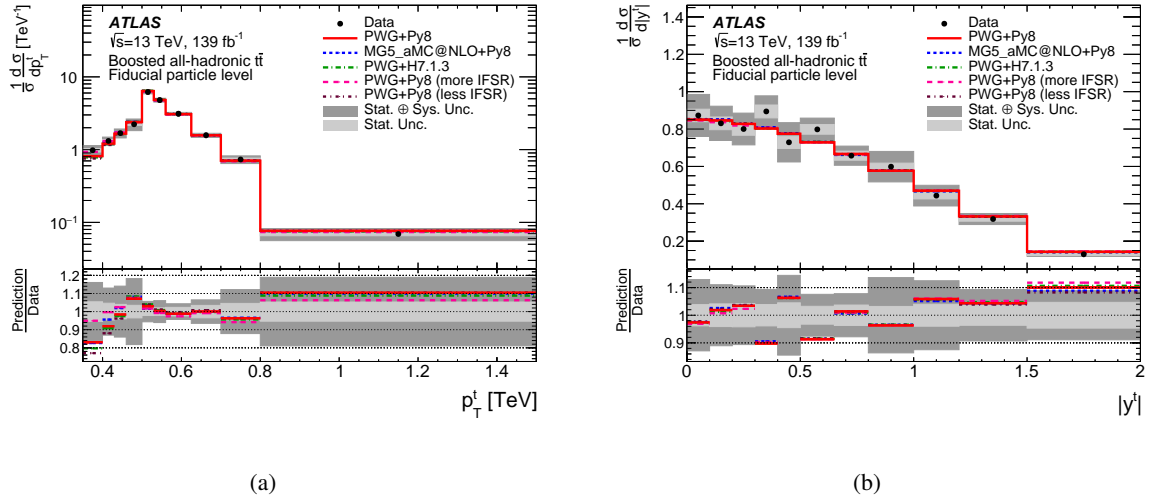 ATLAS
√s=13 TeV, 139 fb⁻¹
Boosted all-hadronic tt̄
Fiducial particle level
Data
PWG+Py8
MG5_aMC@NLO+Py8
PWG+H7.1.3
PWG+Py8 (more IFSR)
PWG+Py8 (less IFSR)
Stat. ⊕ Sys. Unc.
Stat. Unc.
1/σ d σ/dp_T^t [TeV⁻¹]
10
1
10⁻¹
Prediction
Data
1.2
1.1
1
0.9
0.8
0.4 0.6 0.8 1 1.2 1.4
p_T^t [TeV]
(a)
ATLAS
√s=13 TeV, 139 fb⁻¹
Boosted all-hadronic tt̄
Fiducial particle level
Data
PWG+Py8
MG5_aMC@NLO+Py8
PWG+H7.1.3
PWG+Py8 (more IFSR)
PWG+Py8 (less IFSR)
Stat. ⊕ Sys. Unc.
Stat. Unc.
1/σ d σ/d|y^t|
1.4
1.2
1
0.8
0.6
0.4
0.2
Prediction
Data
1.1
1
0.9
0 0.5 1 1.5 2
|y^t|
(b)